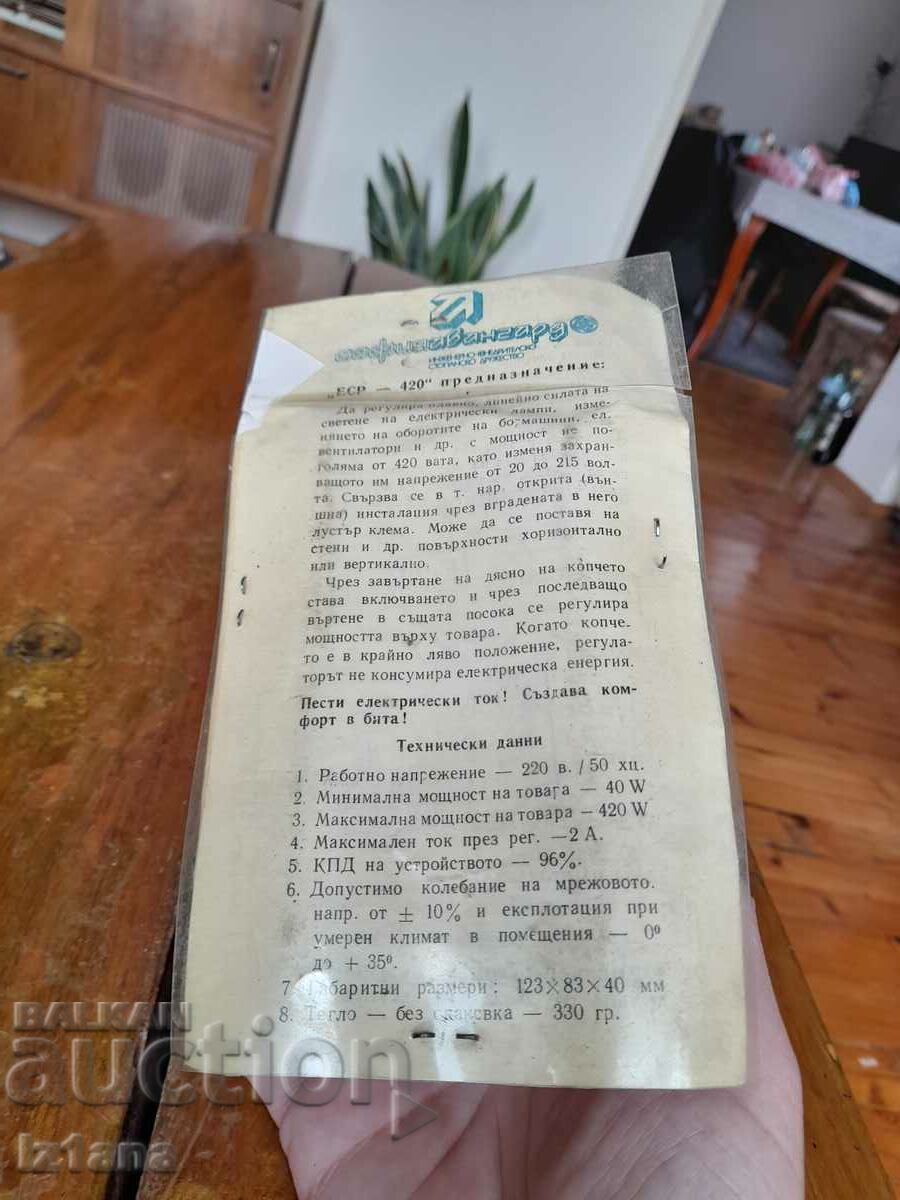 софиаавангард
ИНЖЕНЕРНО-ВНЕДРИТЕЛСКО
СТОПАНСКО ДРУЖЕСТВО
„ЕСР — 420“ предназначение:
Да регулира плавно, линейно силата на
светене на електрически лампи, изме-
нянето на оборотите на бо, машини, ел.
вентилатори и др. с мощност не по-
голяма от 420 вата, като изменя захран-
ващото им напрежение от 20 до 215 вол-
та. Свързва се в т. нар. открита (вън-
шна) инсталация чрез вградената в него
лустър клема. Може да се поставя на
стени и др. повърхности хоризонтално
или вертикално.
Чрез завъртане на дясно на копчето
става включването и чрез последващо
въртене в същата посока се регулира
мощността върху товара. Когато копче-
то е в крайно ляво положение, регула-
торът не консумира електрическа енергия.
Пести електрически ток! Създава ком-
форт в бита!
Технически данни
1. Работно напрежение — 220 в. / 50 хц.
2. Минимална мощност на товара — 40 W
3. Максимална мощност на товара — 420 W
4. Максимален ток през рег. — 2 А.
5. КПД на устройството — 96%.
6. Допустимо колебание на мрежовото.
напр. от ± 10% и експлотация при
умерен климат в помещения — 0°
до + 35°.
7. Габаритни размери: 123×83×40 мм
8. Тегло — без опаковка — 330 гр.
BALKAN
Auction
iz1ana